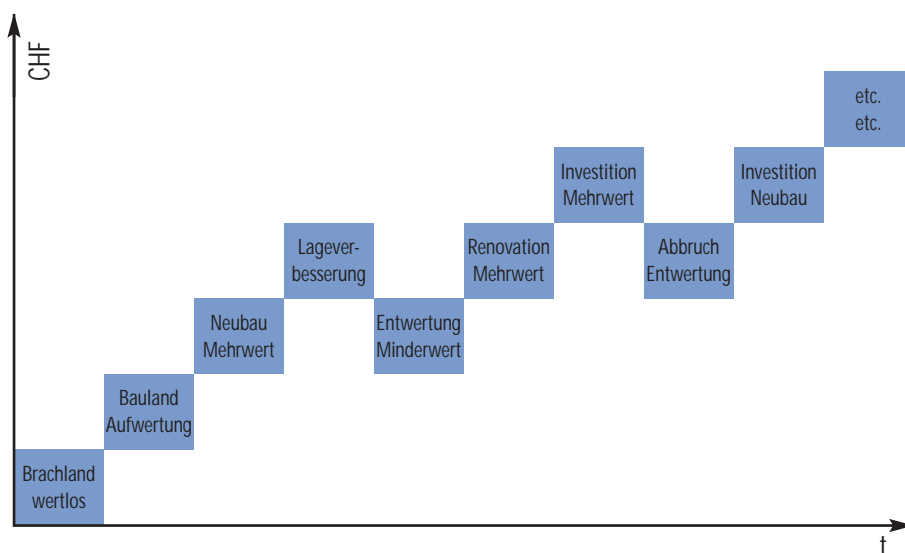 CHF
etc.
etc.
Investition
Mehrwert
Investition
Neubau
Lagever-
besserung
Renovation
Mehrwert
Abbruch
Entwertung
Neubau
Mehrwert
Entwertung
Minderwert
Bauland
Aufwertung
Brachland
wertlos
t